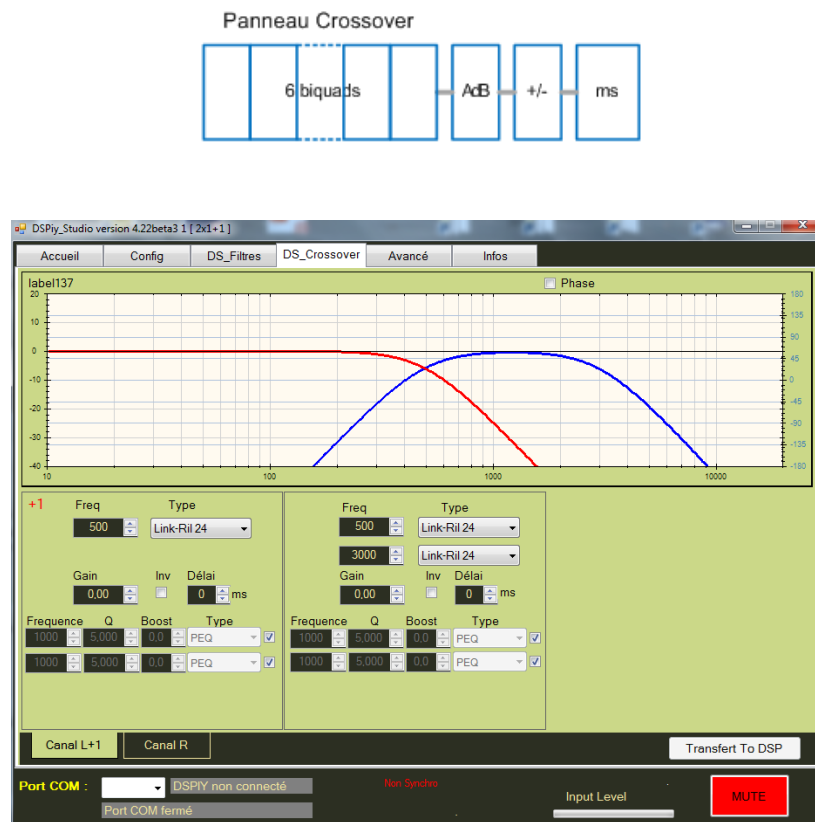 Panneau Crossover
6 biquads AdB +/- ms
DSPiy_Studio version 4.22beta3 1 [ 2x1+1 ]
Accueil Config DS_Filtres DS_Crossover Avancé Infos
label137 Phase
20 180
10 135
90
0 45
-10 0
-20 -45
-90
-30 -135
-40 -180
10 100 1000 10000
+1 Freq Type Freq Type
500 Link-Ril 24 500 Link-Ril 24
3000 Link-Ril 24
Gain Inv Délai Gain Inv Délai
0,00 0 ms 0,00 0 ms
Frequence Q Boost Type Frequence Q Boost Type
1000 5,000 0,0 PEQ 1000 5,000 0,0 PEQ
1000 5,000 0,0 PEQ 1000 5,000 0,0 PEQ
Canal L+1 Canal R Transfert To DSP
Port COM : DSPIY non connecté Non Synchro Input Level MUTE
Port COM fermé